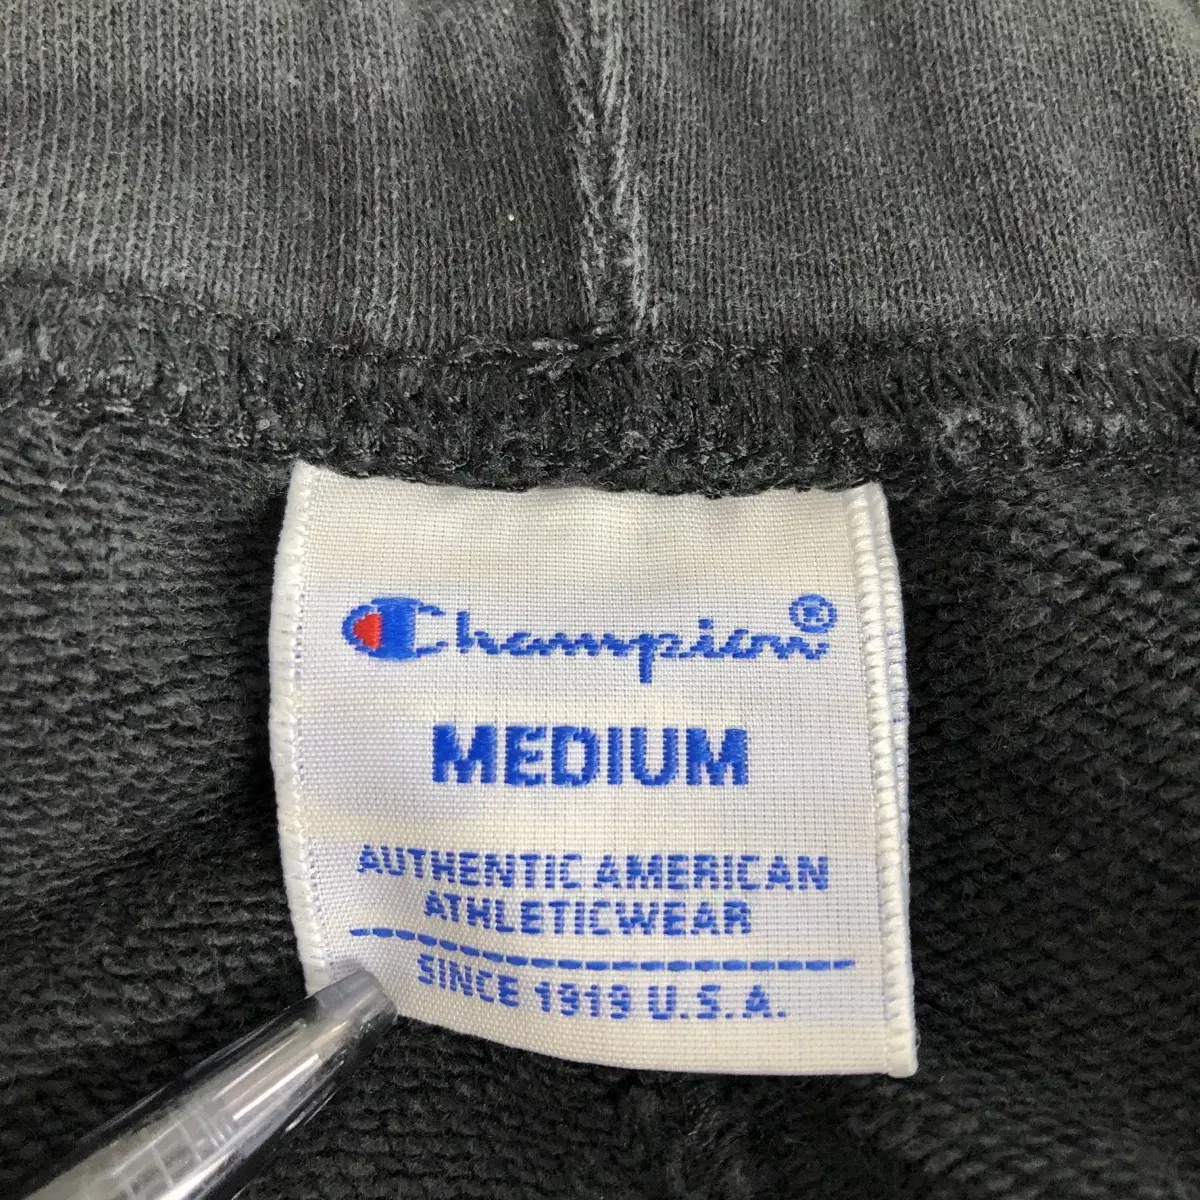 Champion®
MEDIUM
AUTHENTIC AMERICAN
ATHLETICWEAR
SINCE 1919 U.S.A.